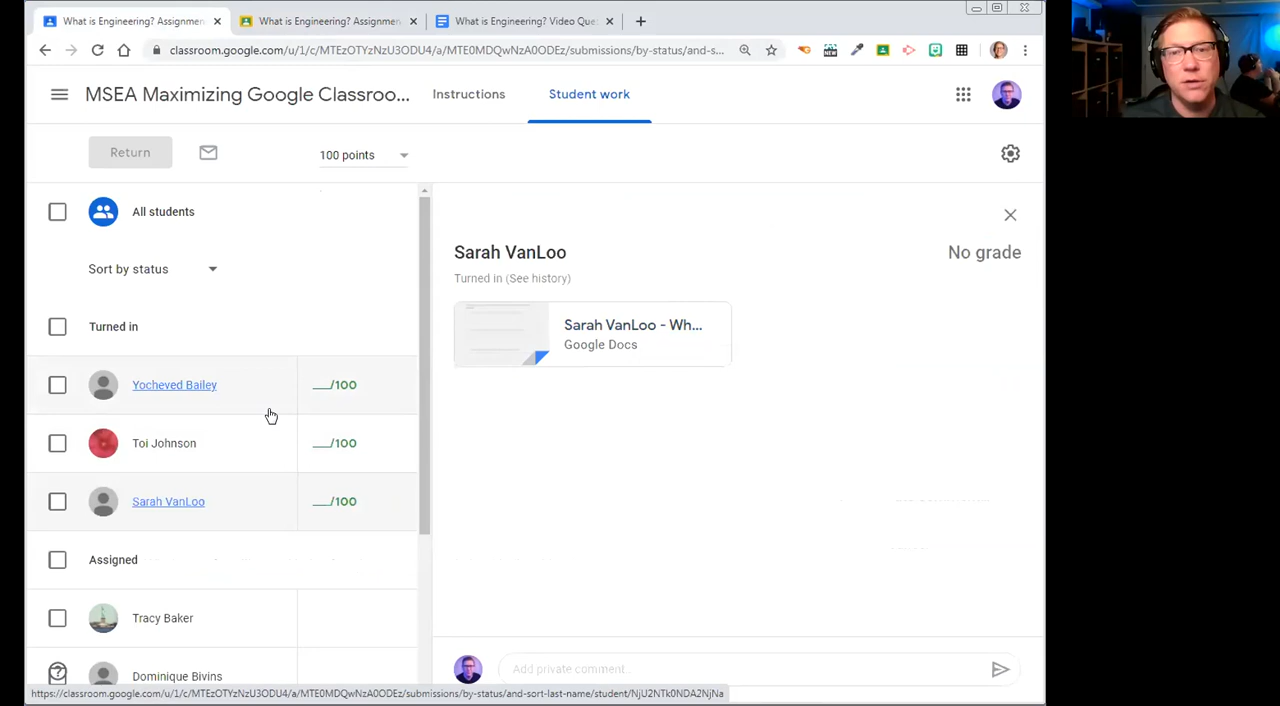 What is Engineering? Assignmen
What is Engineering? Assignmen
What is Engineering? Video Que
classroom.google.com/u/1/c/MTEzOTYzNzU3ODU4/a/MTE0MDQwNzA0ODEz/submissions/by-status/and-s...
MSEA Maximizing Google Classroo...
Instructions
Student work
Return
100 points
All students
Sort by status
Turned in
Yocheved Bailey
__/100
Toi Johnson
__/100
Sarah VanLoo
__/100
Assigned
Tracy Baker
Dominique Bivins
Sarah VanLoo
No grade
Turned in (See history)
Sarah VanLoo - Wh...
Google Docs
Add private comment...
https://classroom.google.com/u/1/c/MTEzOTYzNzU3ODU4/a/MTE0MDQwNzA0ODEz/submissions/by-status/and-sort-last-name/student/NjU2NTk0NDA2NjNa